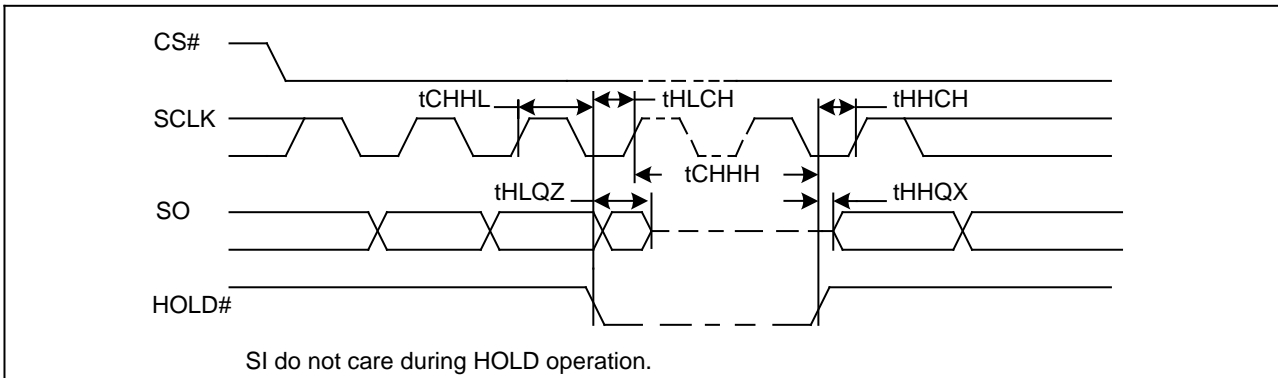 CS#
tCHHL
tHLCH
tHHCH
SCLK
tCHHH
tHLQZ
tHHQX
SO
HOLD#
SI do not care during HOLD operation.